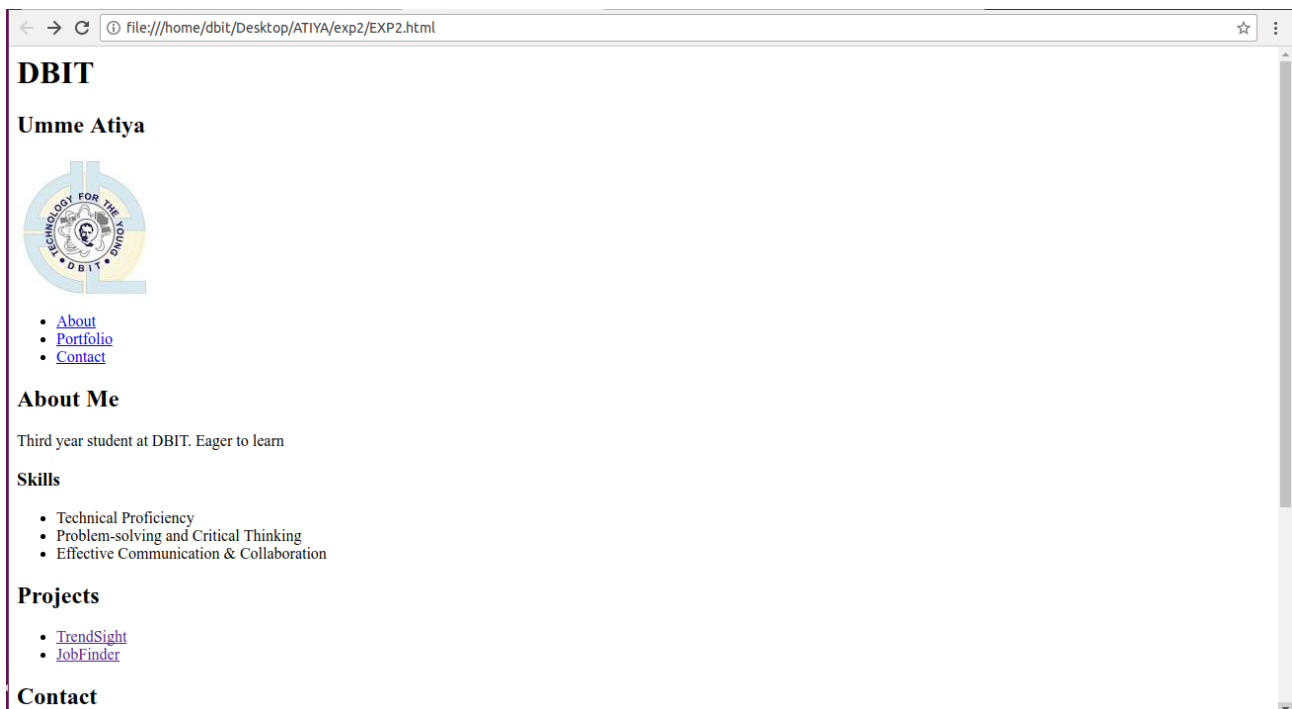 file:///home/dbit/Desktop/ATIYA/exp2/EXP2.html
DBIT
Umme Atiya
TECHNOLOGY FOR THE YOUNG
• DBIT •
• About
• Portfolio
• Contact
About Me
Third year student at DBIT. Eager to learn
Skills
• Technical Proficiency
• Problem-solving and Critical Thinking
• Effective Communication & Collaboration
Projects
• TrendSight
• JobFinder
Contact